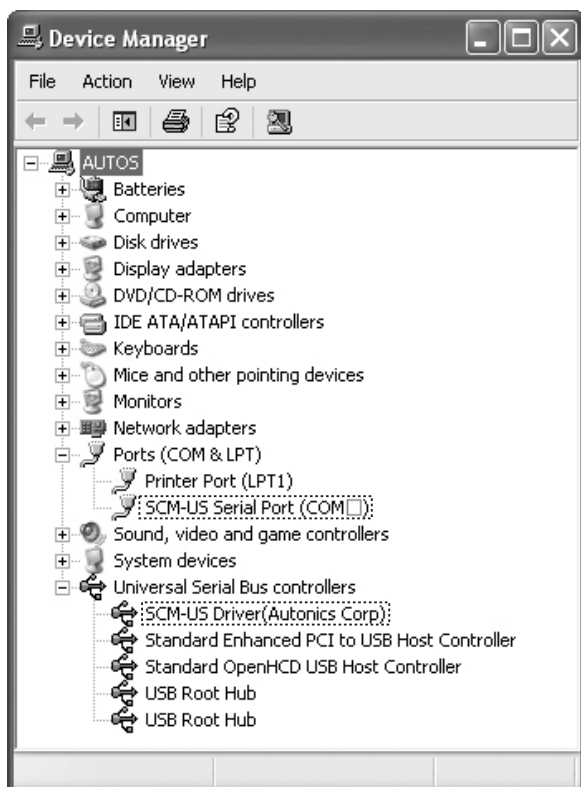 Device Manager
File Action View Help
AUTOS
Batteries
Computer
Disk drives
Display adapters
DVD/CD-ROM drives
IDE ATA/ATAPI controllers
Keyboards
Mice and other pointing devices
Monitors
Network adapters
Ports (COM & LPT)
Printer Port (LPT1)
SCM-US Serial Port (COM□)
Sound, video and game controllers
System devices
Universal Serial Bus controllers
SCM-US Driver(Autonics Corp)
Standard Enhanced PCI to USB Host Controller
Standard OpenHCD USB Host Controller
USB Root Hub
USB Root Hub